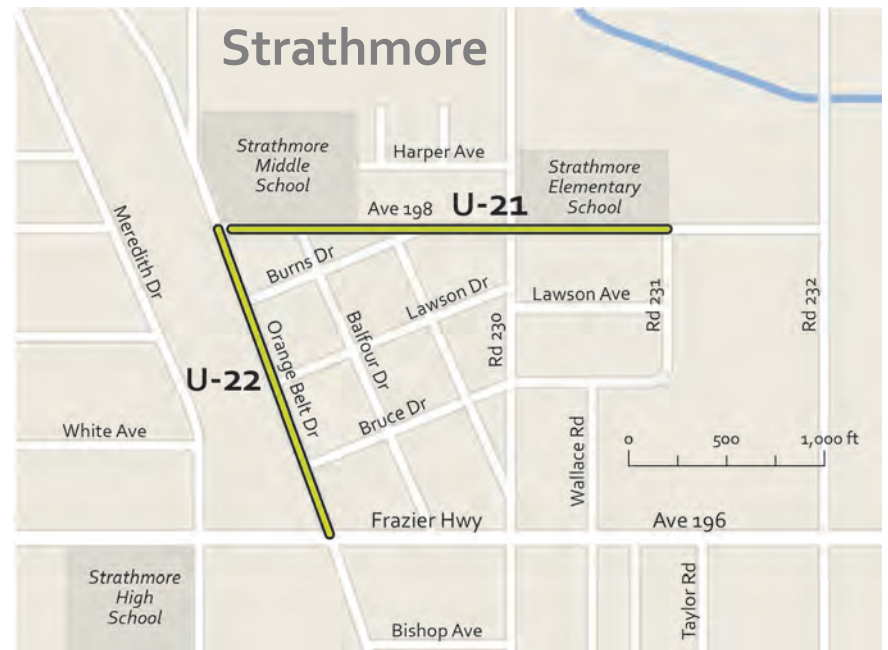 Strathmore
Strathmore
Middle
School
Harper Ave
Strathmore
Elementary
School
Ave 198
U-21
Meredith Dr
Burns Dr
Lawson Dr
Lawson Ave
Rd 231
Rd 232
Rd 230
Balfour Dr
Orange Belt Dr
U-22
Bruce Dr
White Ave
Wallace Rd
0 500 1,000 ft
Frazier Hwy
Ave 196
Strathmore
High
School
Taylor Rd
Bishop Ave